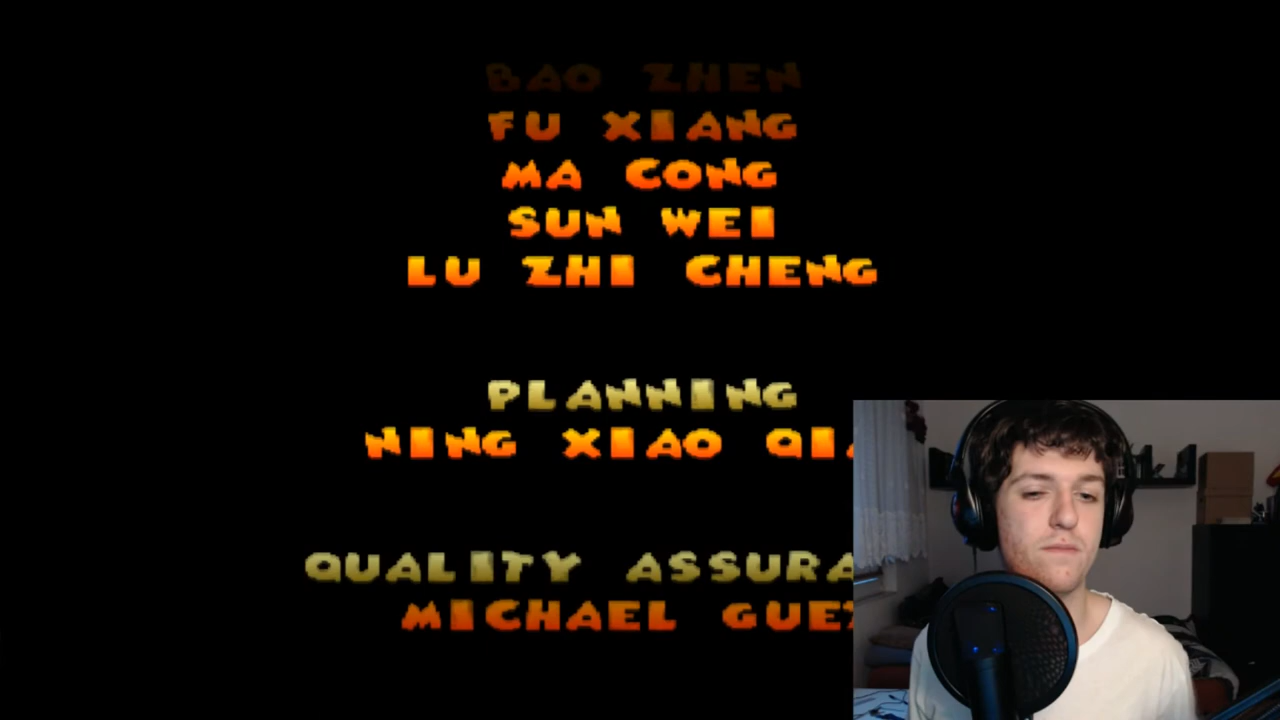 BAO ZHEN
FU XIANG
MA CONG
SUN WEI
LU ZHI CHENG
PLANNING
NING XIAO
QUALITY
MICHAEL